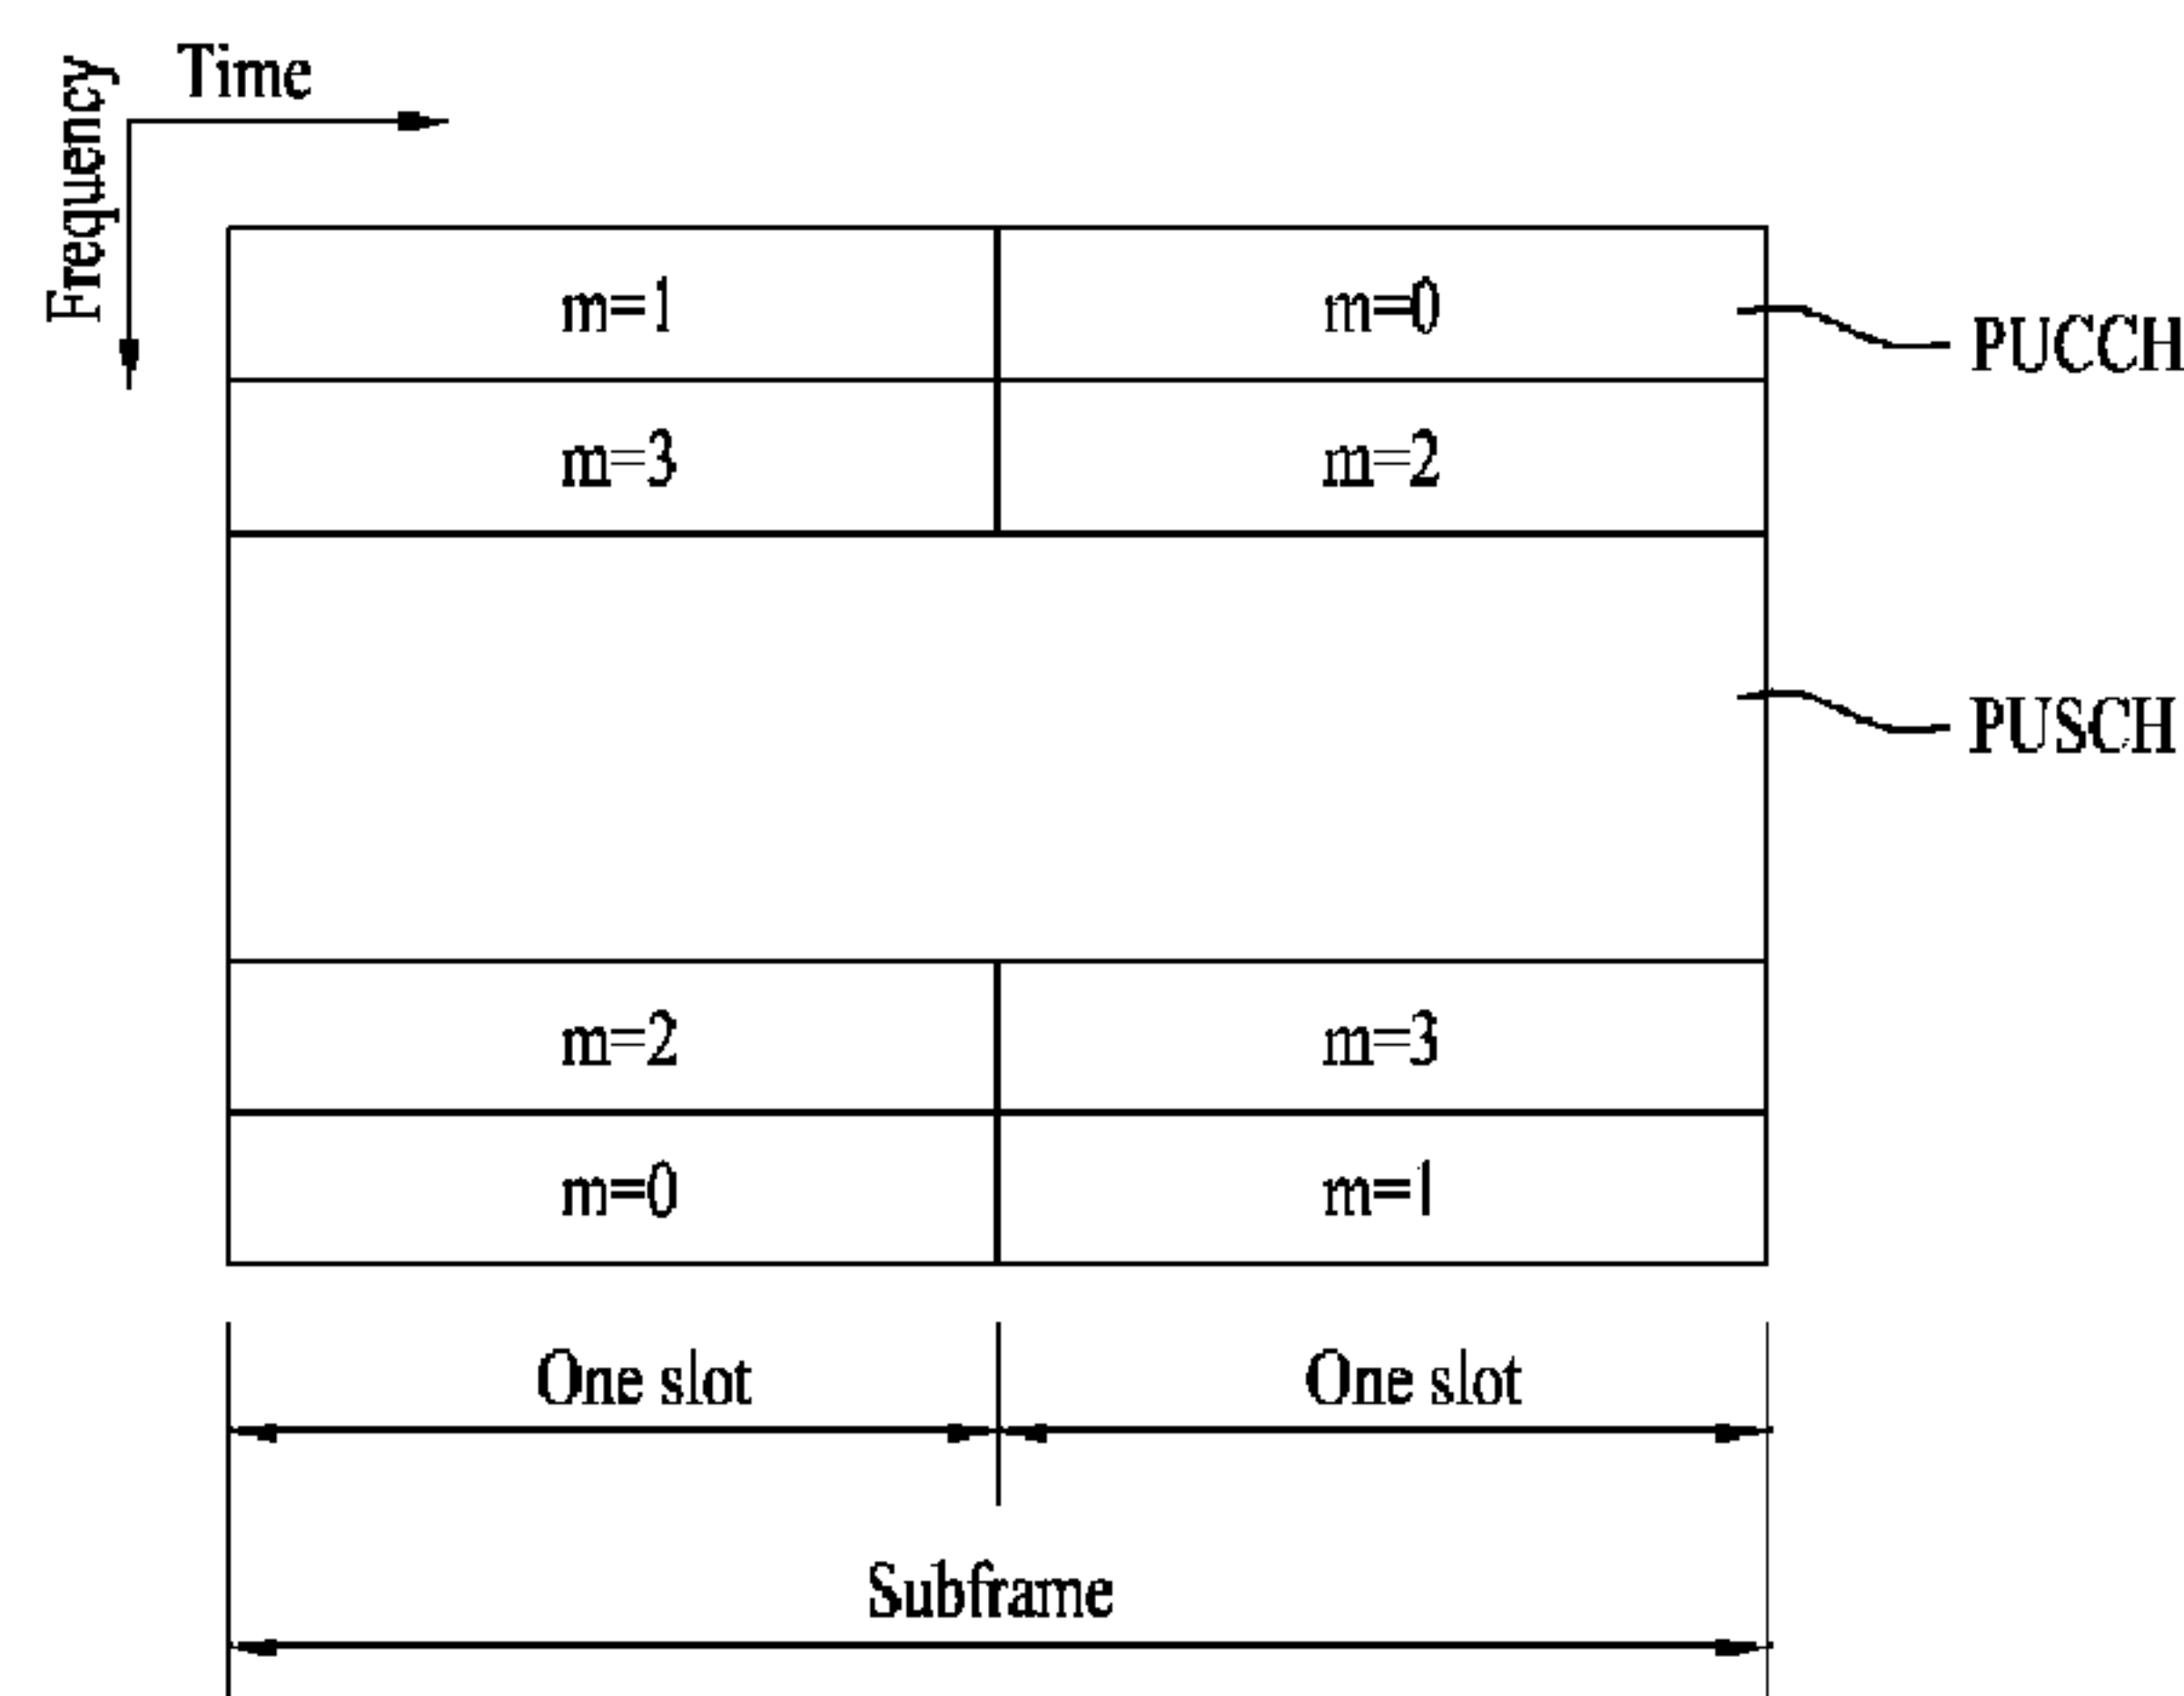 Time
Frequency
m=1 m=0
PUCCH
m=3 m=2
PUSCH
m=2 m=3
m=0 m=1
One slot One slot
Subframe